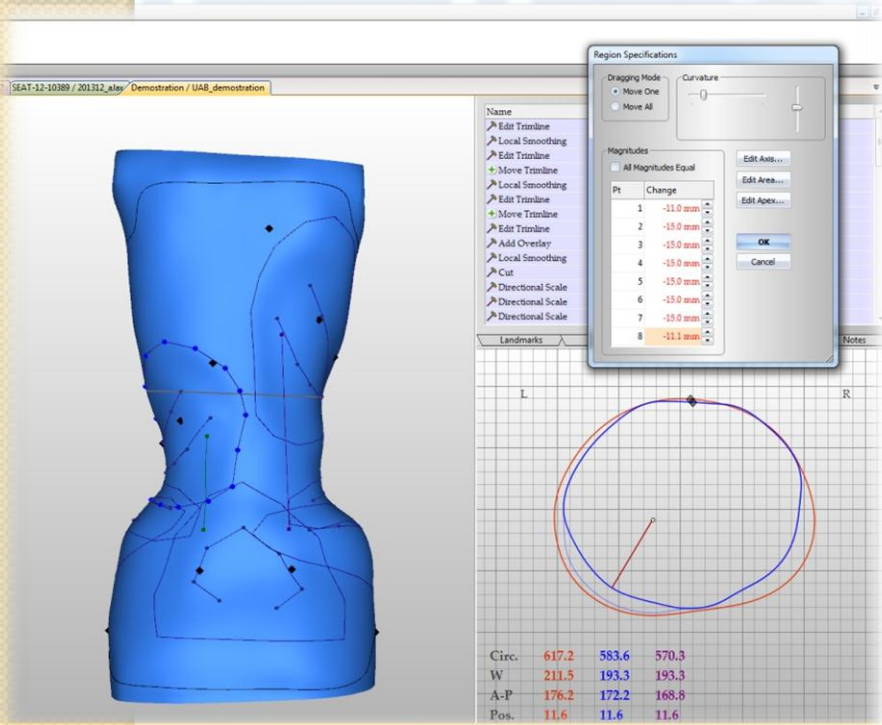 Region Specifications
SEAT-12-10389 / 201312_a.lax
Demostration / UAB_demostration
Dragging Mode
Move One
Move All
Curvature
Name
Edit Trimline
Local Smoothing
Edit Trimline
Move Trimline
Local Smoothing
Edit Trimline
Move Trimline
Edit Trimline
Add Overlay
Local Smoothing
Cut
Directional Scale
Directional Scale
Directional Scale
Magnitudes
All Magnitudes Equal
Pt Change
1 -11.0 mm
2 -15.0 mm
3 -15.0 mm
4 -15.0 mm
5 -15.0 mm
6 -15.0 mm
7 -15.0 mm
8 -11.1 mm
Edit Axis...
Edit Area...
Edit Apex...
OK
Cancel
Landmarks
Notes
L R
Circ. 617.2 583.6 570.3
W 211.5 193.3 193.3
A-P 176.2 172.2 168.8
Pos. 11.6 11.6 11.6